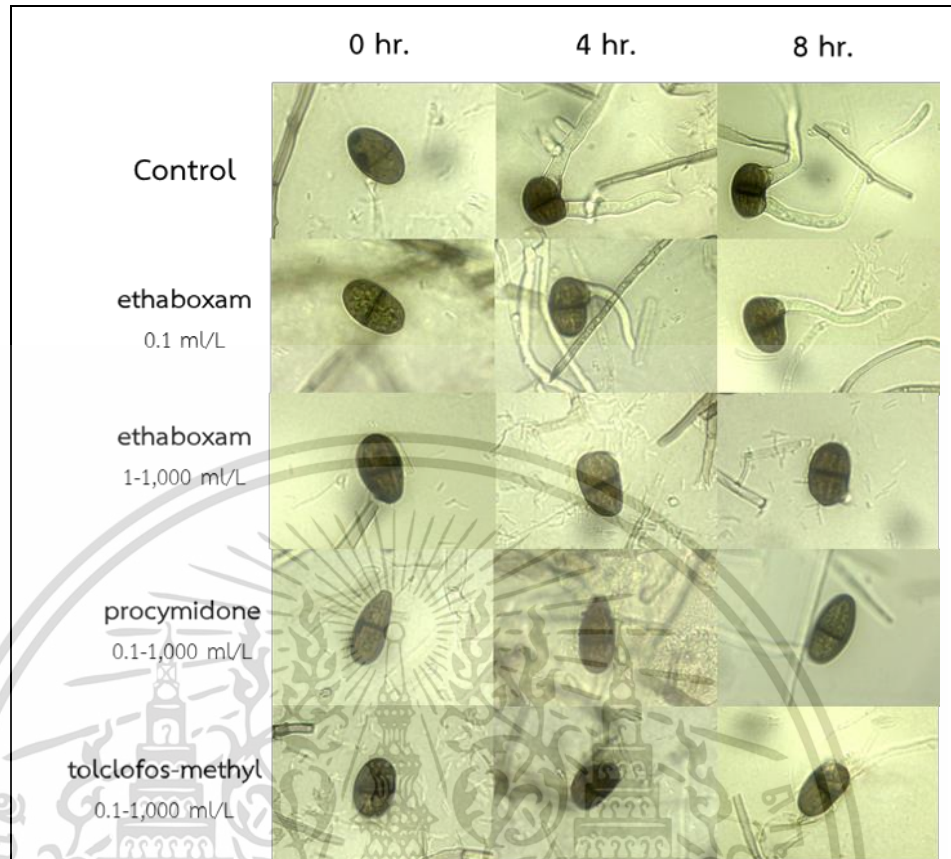 0 hr. 4 hr. 8 hr.
Control
ethaboxam
0.1 ml/L
ethaboxam
1-1,000 ml/L
procymidone
0.1-1,000 ml/L
tolclofos-methyl
0.1-1,000 ml/L